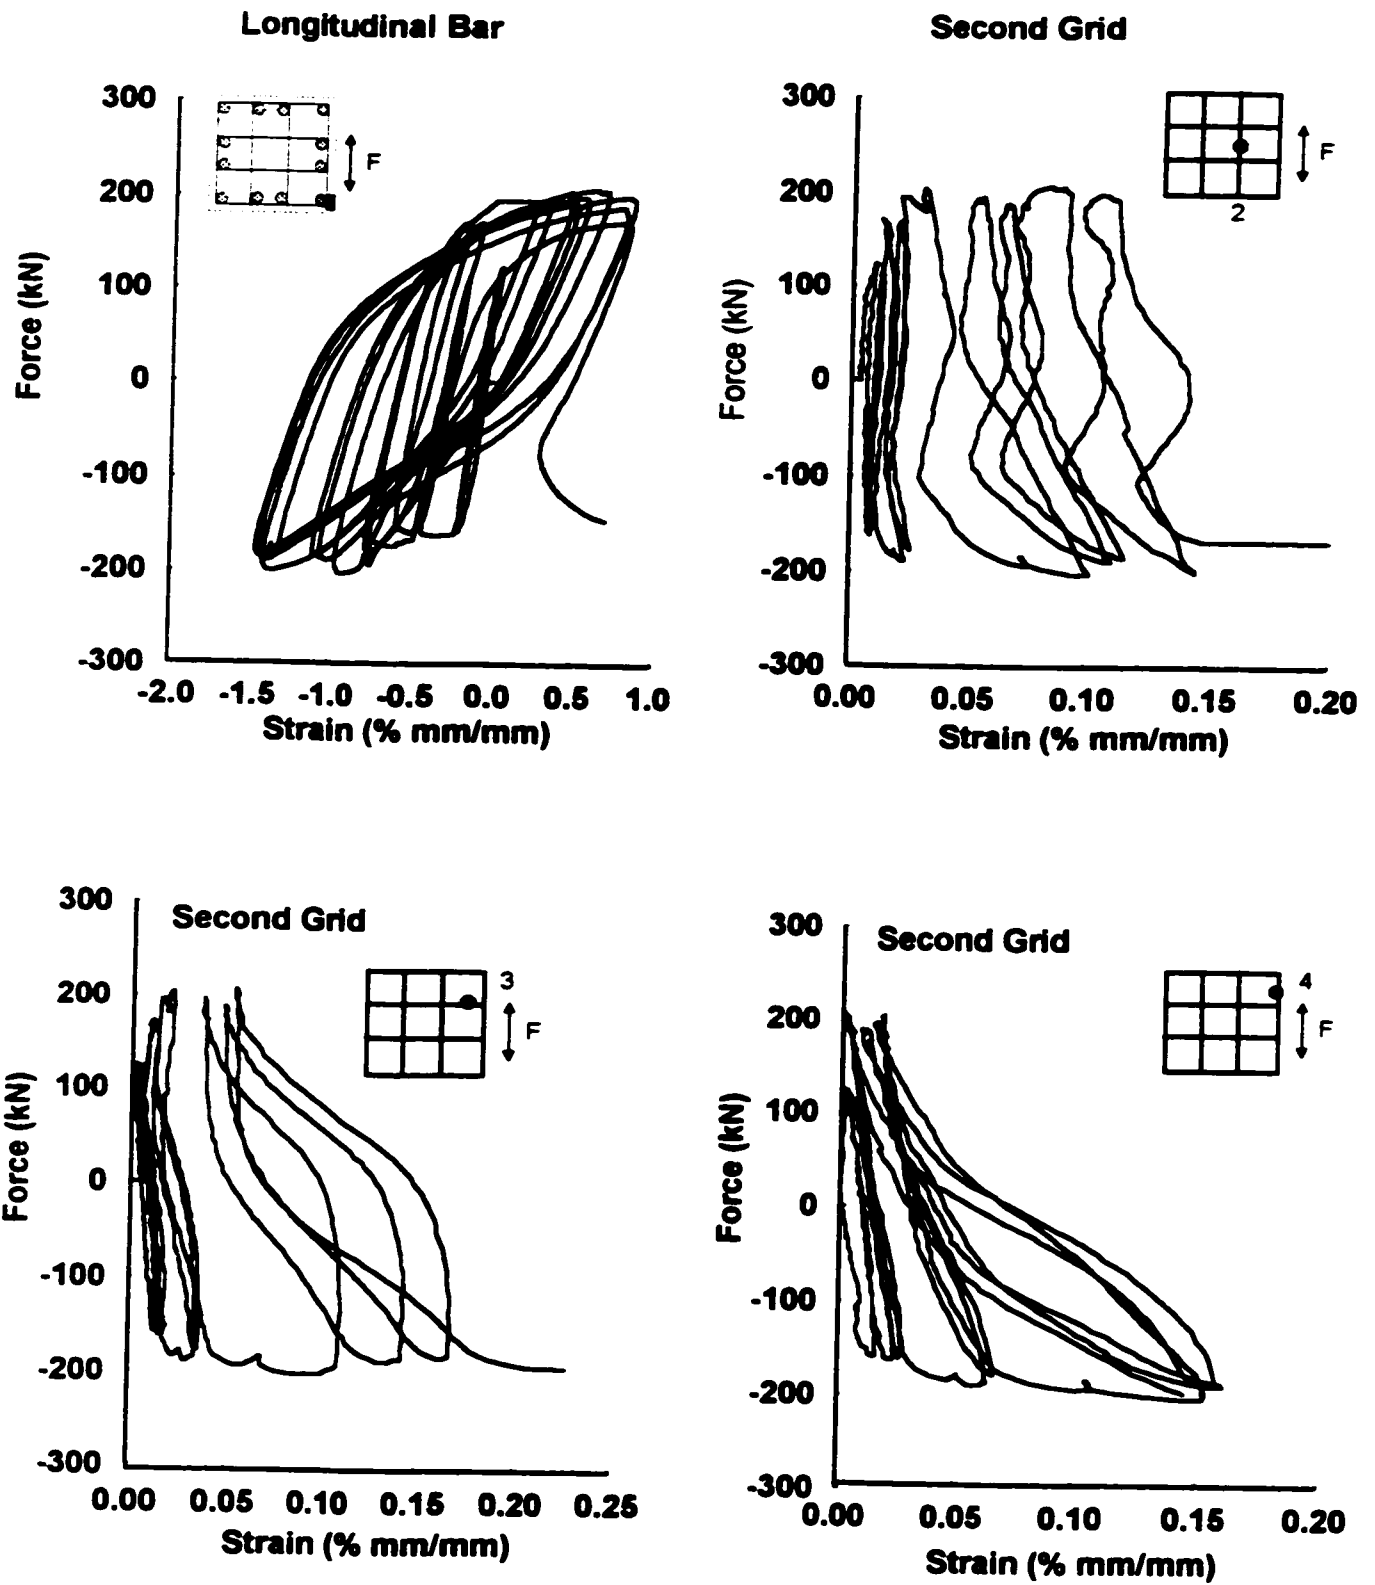 Longitudinal Bar
300
200
100
0
-100
-200
-300
Force (kN)
F
-2.0 -1.5 -1.0 -0.5 0.0 0.5 1.0
Strain (% mm/mm)
Second Grid
300
200
100
0
-100
-200
-300
Force (kN)
F
2
0.00 0.05 0.10 0.15 0.20
Strain (% mm/mm)
Second Grid
300
200
100
0
-100
-200
-300
Force (kN)
3
F
0.00 0.05 0.10 0.15 0.20 0.25
Strain (% mm/mm)
Second Grid
300
200
100
0
-100
-200
-300
Force (kN)
4
F
0.00 0.05 0.10 0.15 0.20
Strain (% mm/mm)